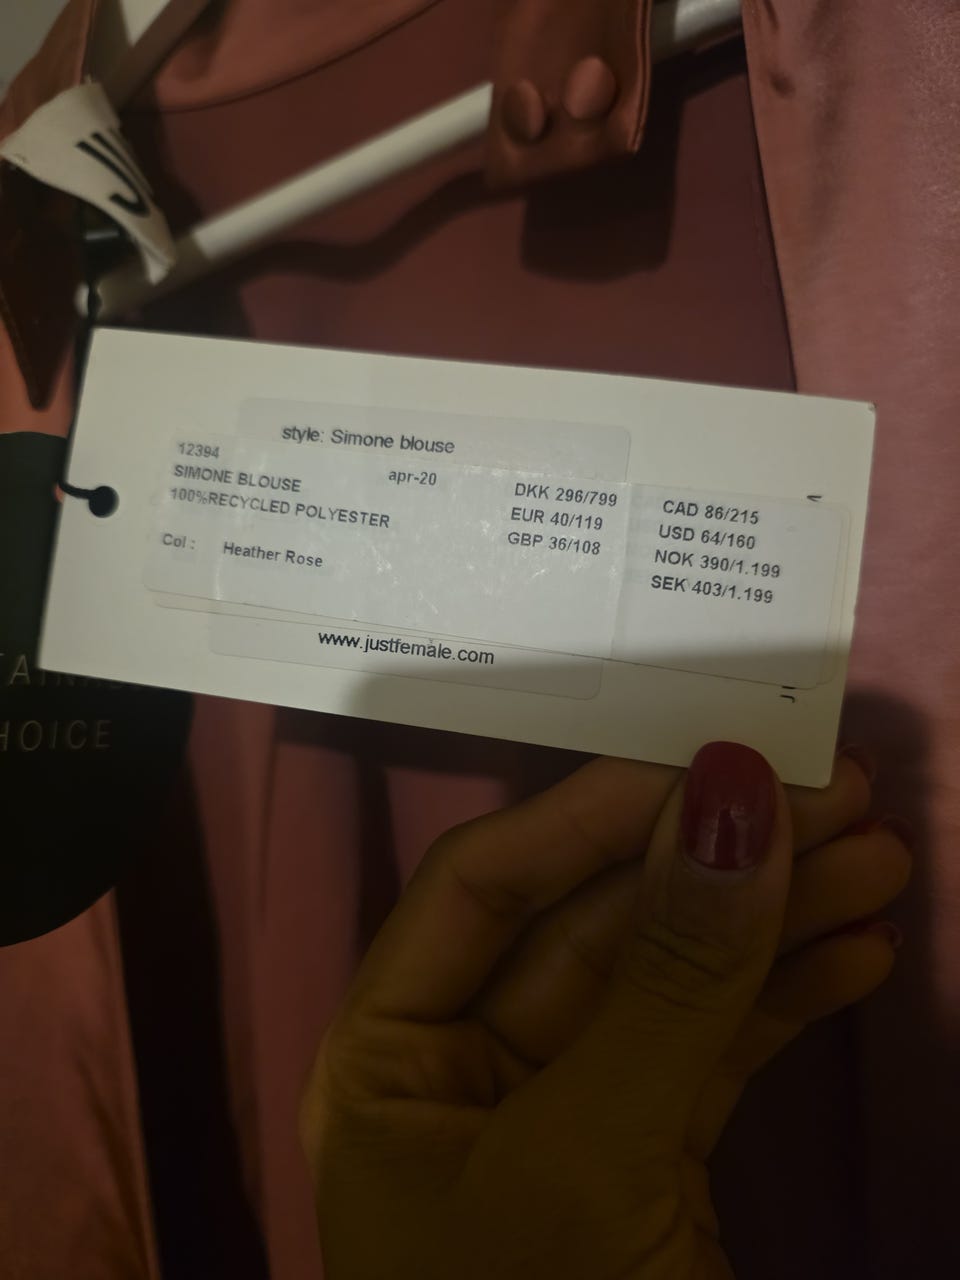 JU
style: Simone blouse
12394
SIMONE BLOUSE
apr-20
100%RECYCLED POLYESTER
Col : Heather Rose
DKK 296/799
EUR 40/119
GBP 36/108
CAD 86/215
USD 64/160
NOK 390/1.199
SEK 403/1.199
www.justfemale.com
HOICE